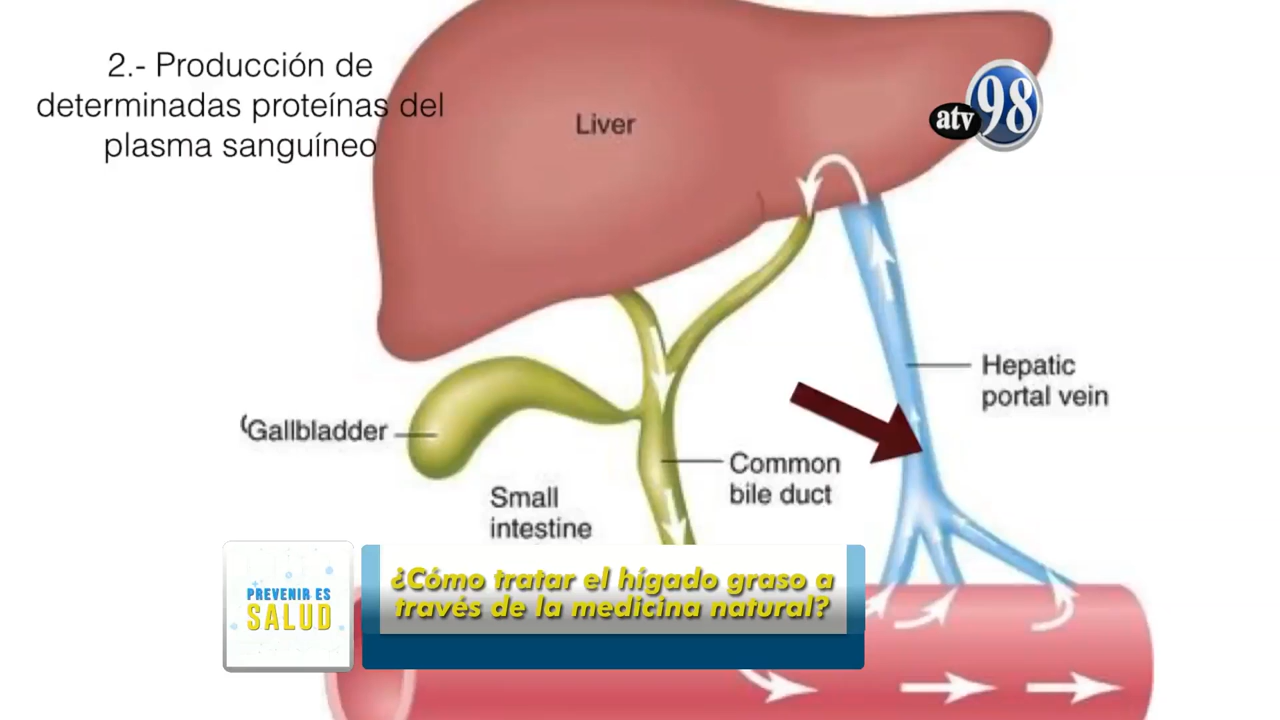 2.- Producción de
determinadas proteínas del
plasma sanguíneo
Liver
atv 98
Hepatic
portal vein
(Gallbladder
Common
bile duct
Small
intestine
PREVENIR ES
SALUD
¿Cómo tratar el hígado graso a
través de la medicina natural?